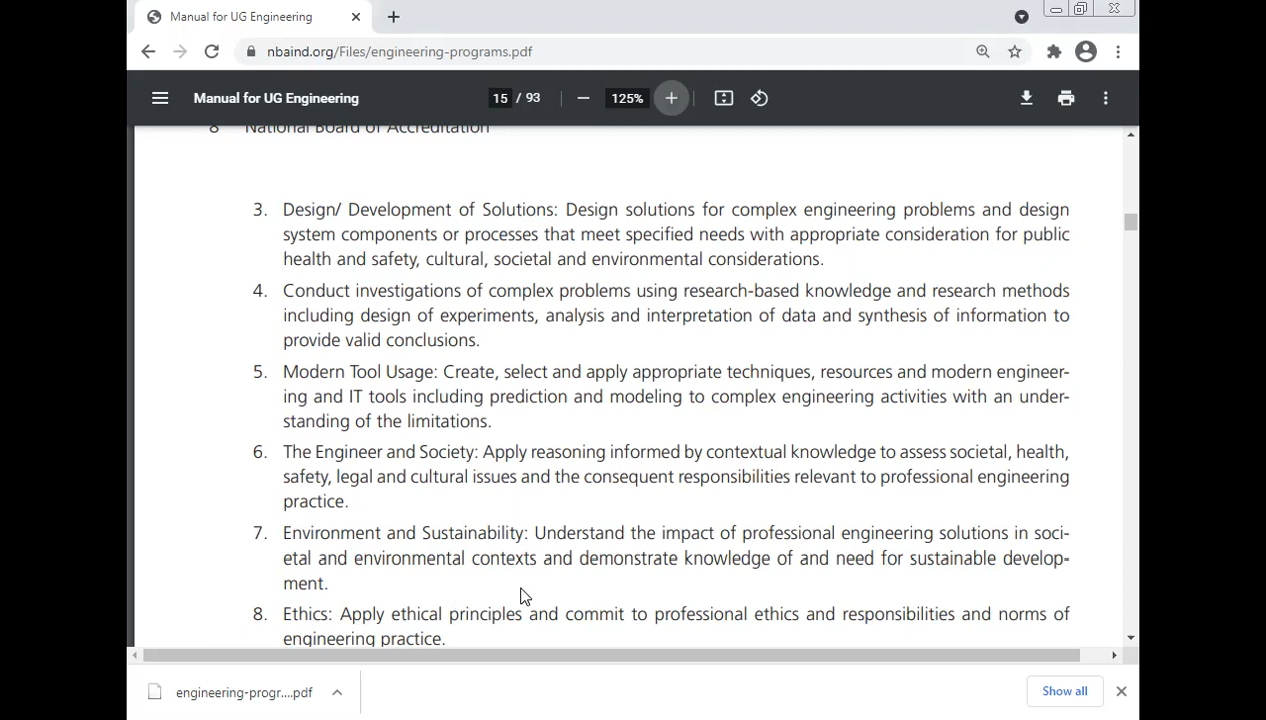 Manual for UG Engineering
nbaind.org/Files/engineering-programs.pdf
Manual for UG Engineering
15 / 93
125%
8 National Board of Accreditation
3. Design/ Development of Solutions: Design solutions for complex engineering problems and design
system components or processes that meet specified needs with appropriate consideration for public
health and safety, cultural, societal and environmental considerations.
4. Conduct investigations of complex problems using research-based knowledge and research methods
including design of experiments, analysis and interpretation of data and synthesis of information to
provide valid conclusions.
5. Modern Tool Usage: Create, select and apply appropriate techniques, resources and modern engineer-
ing and IT tools including prediction and modeling to complex engineering activities with an under-
standing of the limitations.
6. The Engineer and Society: Apply reasoning informed by contextual knowledge to assess societal, health,
safety, legal and cultural issues and the consequent responsibilities relevant to professional engineering
practice.
7. Environment and Sustainability: Understand the impact of professional engineering solutions in soci-
etal and environmental contexts and demonstrate knowledge of and need for sustainable develop-
ment.
8. Ethics: Apply ethical principles and commit to professional ethics and responsibilities and norms of
engineering practice.
engineering-progr....pdf
Show all